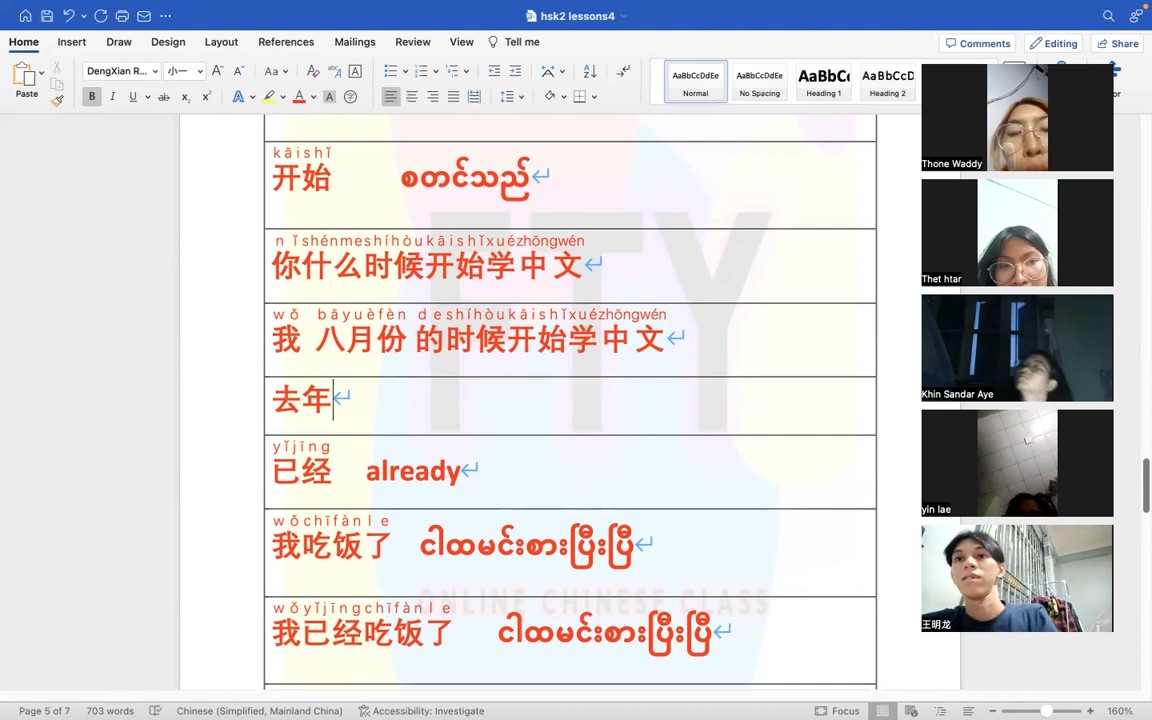 hsk2 lessons4
Home Insert Draw Design Layout References Mailings Review View Tell me
Comments Editing Share
Paste
DengXian R... 小一 Aa
AaBbCcDdEe AaBbCcDdEe AaBbC AaBbCcD
Normal No Spacing Heading 1 Heading 2
kāishǐ
开始 စတင်သည်
nǐshénmeshíhòukāishǐxuézhōngwén
你什么时候开始学中文
wǒ bāyuèfèn deshíhòukāishǐxuézhōngwén
我 八月份 的时候开始学中文
去年
yǐjīng
已经 already
wǒchīfànle
我吃饭了 ငါထမင်းစားပြီးပြီ
wǒyǐjīngchīfànle
我已经吃饭了 ငါထမင်းစားပြီးပြီ
FTY
ONLINE CHINESE CLASS
Thone Waddy
Thet htar
Khin Sandar Aye
yin lae
王明龙
Page 5 of 7 703 words Chinese (Simplified, Mainland China) Accessibility: Investigate Focus 160%